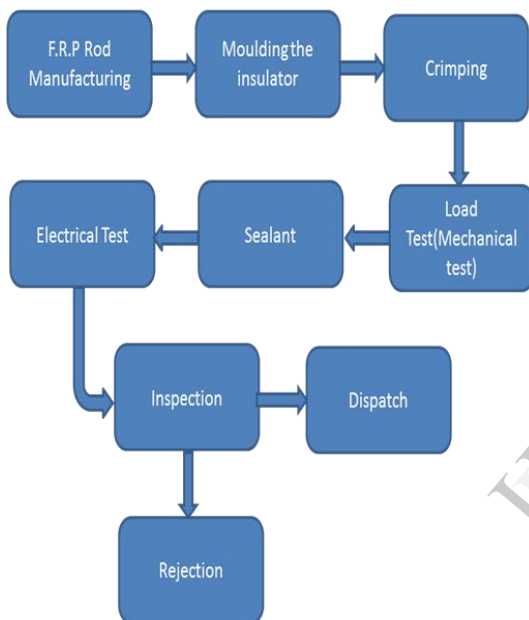 F.R.P Rod
Manufacturing
Moulding the
insulator
Crimping
Load
Test(Mechanical
test)
Sealant
Electrical Test
Inspection
Dispatch
Rejection